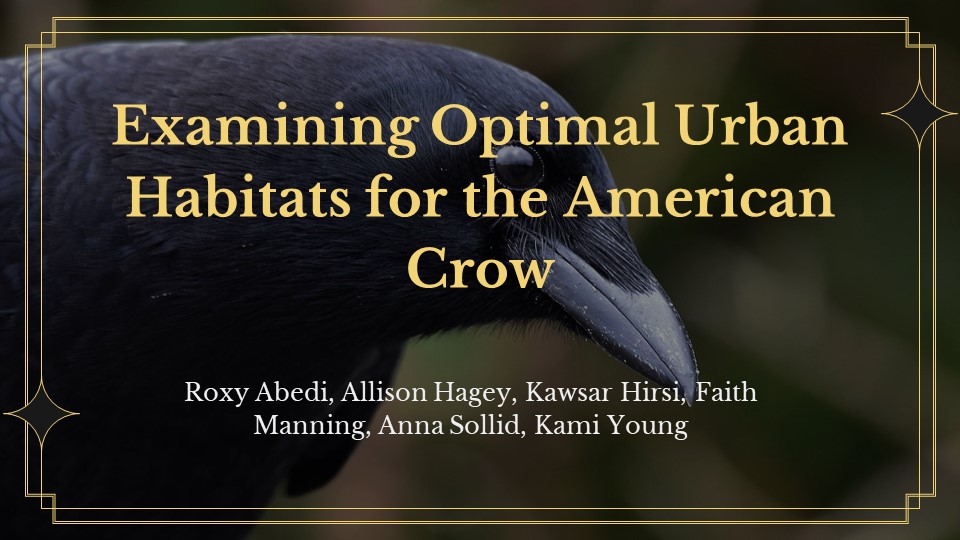 Examining Optimal Urban
Habitats for the American
Crow
Roxy Abedi, Allison Hagey, Kawsar Hirsi, Faith
Manning, Anna Sollid, Kami Young